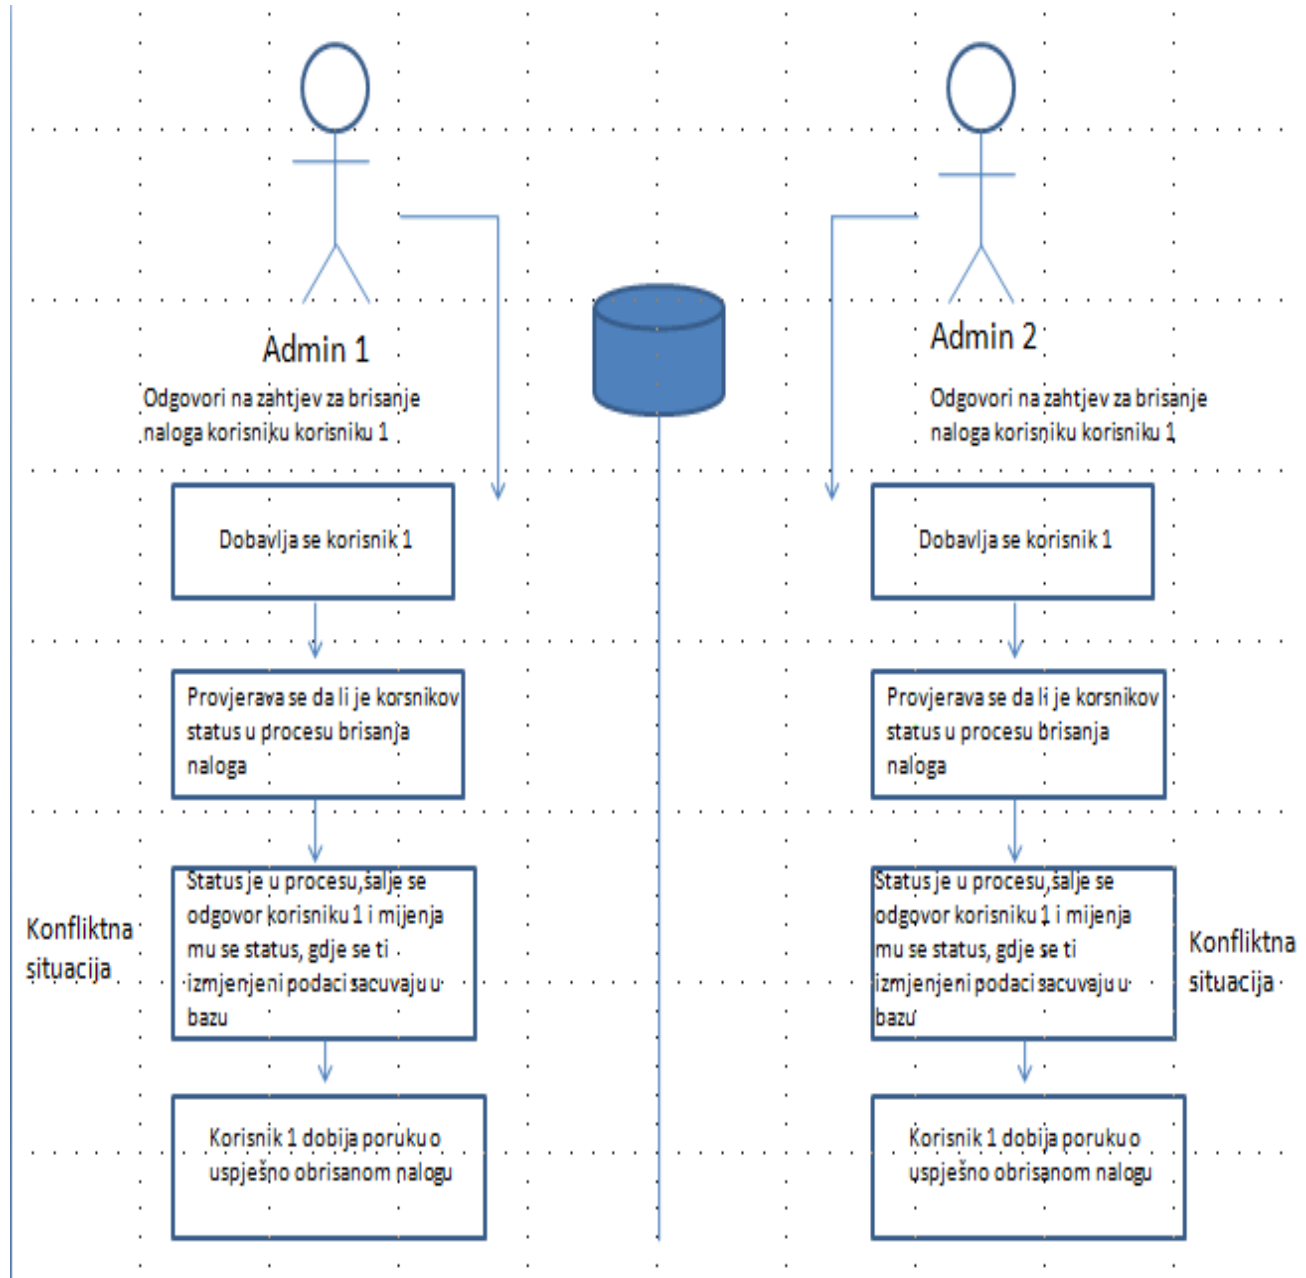 Admin 1
Odgovori na zahtjev za brisanje
naloga korisniku korisniku 1
Dobavlja se korisnik 1
Provjerava se da li je korsnikov
status u procesu brisanja
naloga
Konfliktna
situacija
Status je u procesu,šalje se
odgovor korisniku 1 i mijenja
mu se status, gdje se ti
izmjenjeni podaci sacuvaju u
bazu
Korisnik 1 dobija poruku o
uspješno obrisanom nalogu
Admin 2
Odgovori na zahtjev za brisanje
naloga korisniku korisniku 1
Dobavlja se korisnik 1
Provjerava se da li je korsnikov
status u procesu brisanja
naloga
Status je u procesu,šalje se
odgovor korisniku 1 i mijenja
mu se status, gdje se ti
izmjenjeni podaci sacuvaju u
bazu
Konfliktna
situacija
Korisnik 1 dobija poruku o
uspješno obrisanom nalogu